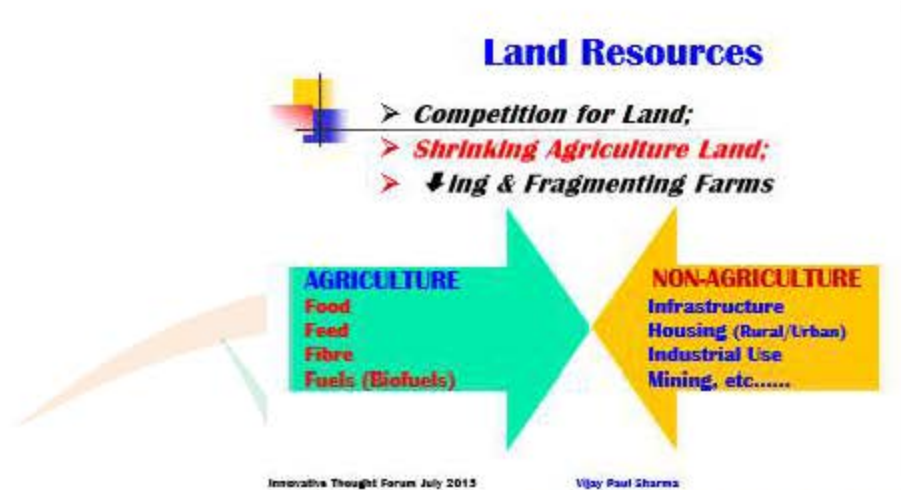 Land Resources
➢ Competition for Land;
➢ Shrinking Agriculture Land;
➢ ⬇ing & Fragmenting Farms
AGRICULTURE
Food
Feed
Fibre
Fuels (Biofuels)
NON-AGRICULTURE
Infrastructure
Housing (Rural/Urban)
Industrial Use
Mining, etc......
Innovative Thought Forum July 2013
Vijay Paul Sharma